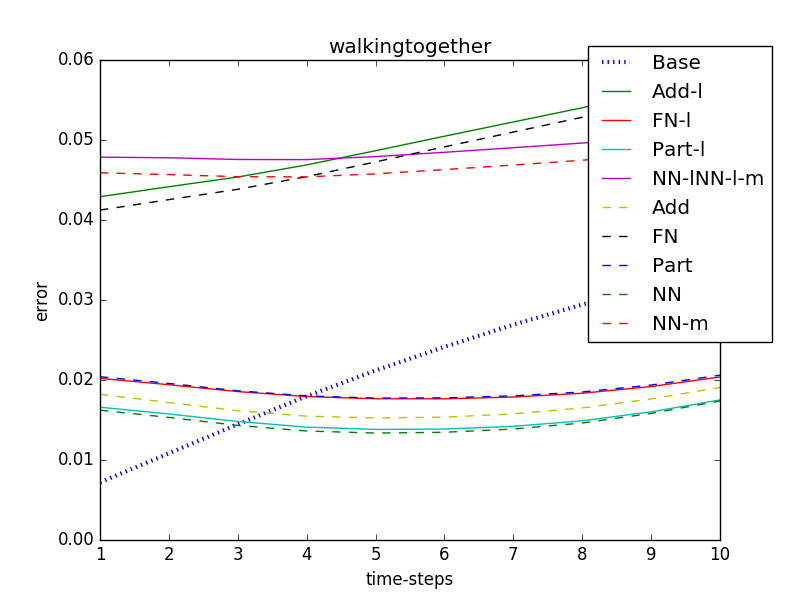 walkingtogether
0.06
0.05
0.04
0.03
0.02
0.01
0.00
error
1 2 3 4 5 6 7 8 9 10
time-steps
Base
Add-l
FN-l
Part-l
NN-lNN-l-m
Add
FN
Part
NN
NN-m